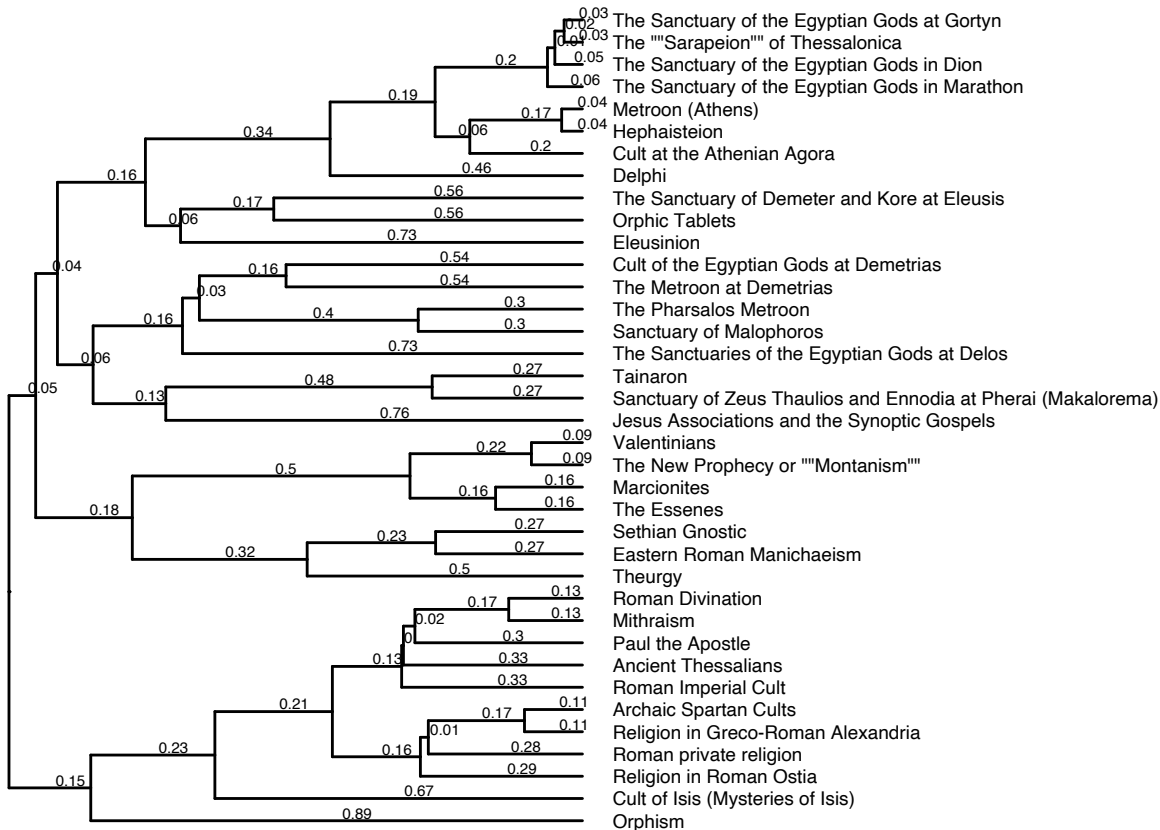 0.03 The Sanctuary of the Egyptian Gods at Gortyn
0.02
0.03 The ""Sarapeion"" of Thessalonica
0.01
0.05 The Sanctuary of the Egyptian Gods in Dion
0.2
0.06 The Sanctuary of the Egyptian Gods in Marathon
0.19
0.04 Metroon (Athens)
0.17
0.04 Hephaisteion
0.06
0.34
0.2 Cult at the Athenian Agora
0.46 Delphi
0.16
0.56 The Sanctuary of Demeter and Kore at Eleusis
0.17
0.56 Orphic Tablets
0.06
0.73 Eleusinion
0.04
0.54 Cult of the Egyptian Gods at Demetrias
0.16
0.54 The Metroon at Demetrias
0.03
0.3 The Pharsalos Metroon
0.4
0.16
0.3 Sanctuary of Malophoros
0.73 The Sanctuaries of the Egyptian Gods at Delos
0.06
0.27 Tainaron
0.48
0.05
0.27 Sanctuary of Zeus Thaulios and Ennodia at Pherai (Makalorema)
0.13
0.76 Jesus Associations and the Synoptic Gospels
0.09 Valentinians
0.22
0.09 The New Prophecy or ""Montanism""
0.5
0.16 Marcionites
0.16
0.16 The Essenes
0.18
0.27 Sethian Gnostic
0.23
0.27 Eastern Roman Manichaeism
0.32
0.5 Theurgy
0.13 Roman Divination
0.17
0.13 Mithraism
0.02
0.3 Paul the Apostle
0
0.13
0.33 Ancient Thessalians
0.33 Roman Imperial Cult
0.21
0.11 Archaic Spartan Cults
0.17
0.11 Religion in Greco-Roman Alexandria
0.01
0.28 Roman private religion
0.16
0.23
0.29 Religion in Roman Ostia
0.15
0.67 Cult of Isis (Mysteries of Isis)
0.89 Orphism